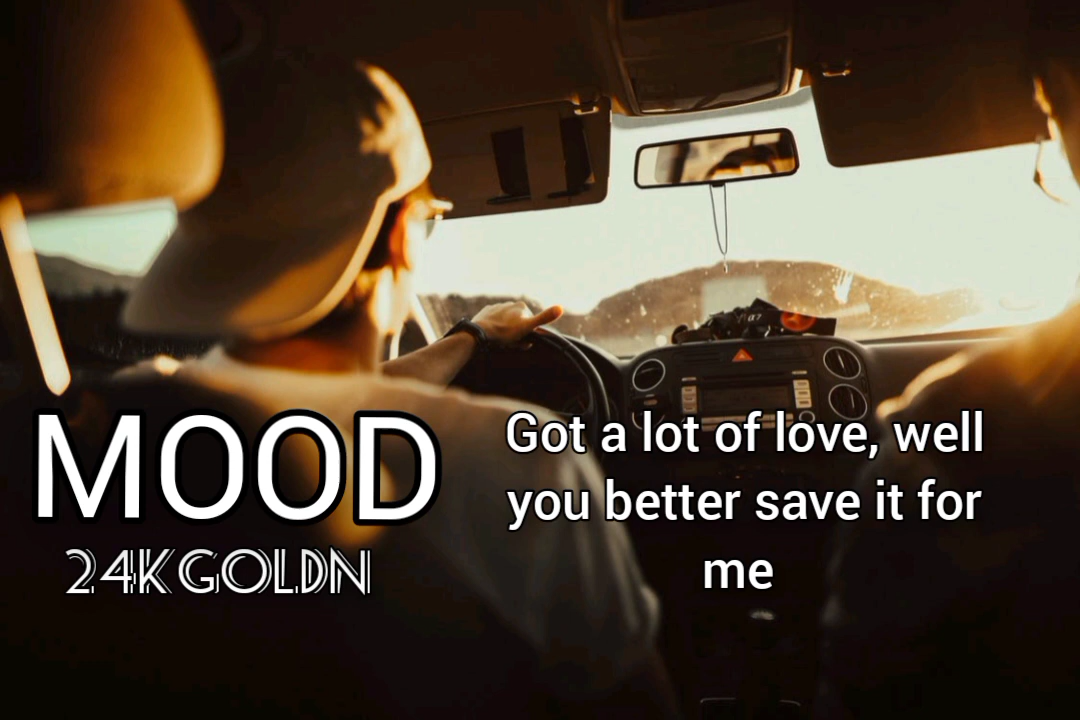 MOOD
24KGOLDN
Got a lot of love, well
you better save it for
me